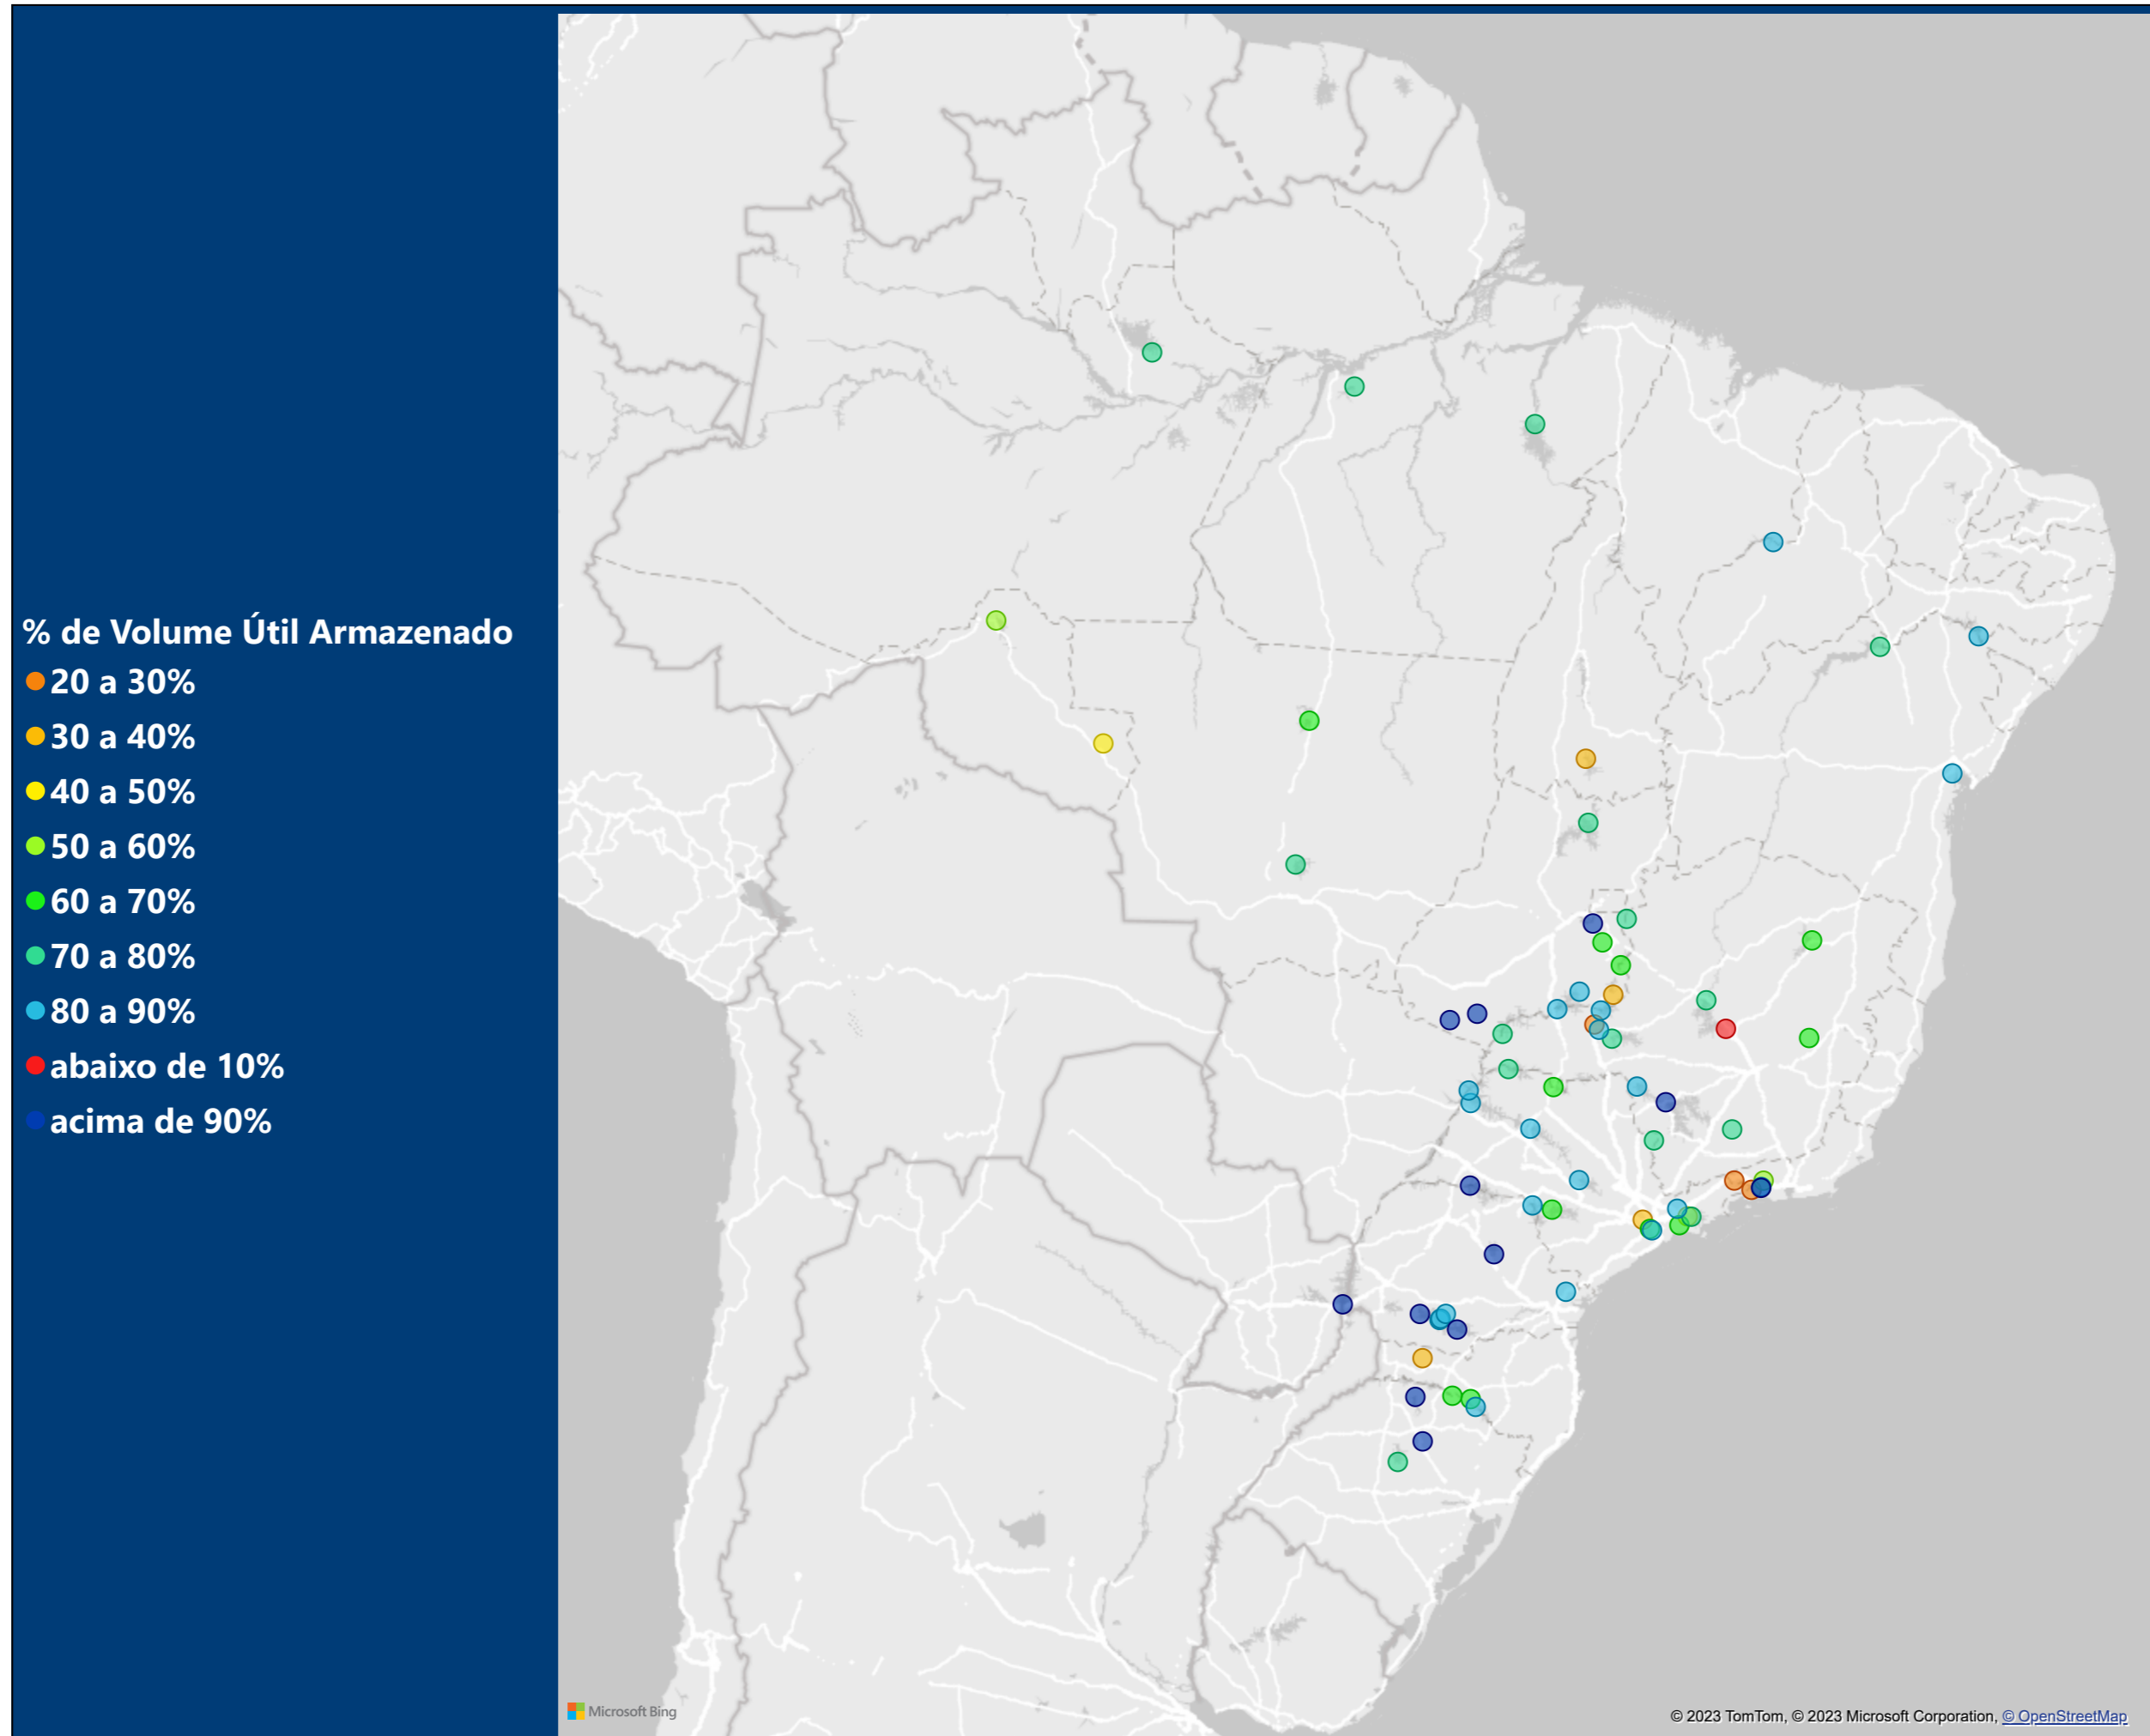 % de Volume Útil Armazenado
20 a 30%
30 a 40%
40 a 50%
50 a 60%
60 a 70%
70 a 80%
80 a 90%
abaixo de 10%
acima de 90%
Microsoft Bing
© 2023 TomTom, © 2023 Microsoft Corporation, © OpenStreetMap